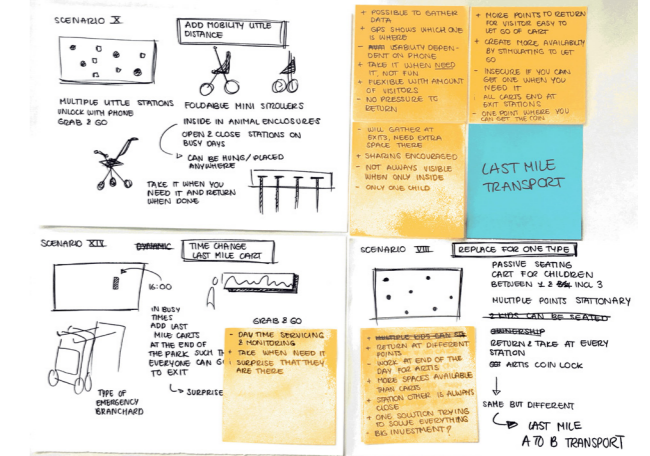 SCENARIO X
ADD MOBILITY LITTLE
DISTANCE
MULTIPLE LITTLE STATIONS
UNLOCK WITH PHONE
GRAB & GO
FOLDABLE MINI STROLLERS
INSIDE IN ANIMAL ENCLOSURES
OPEN & CLOSE STATIONS ON
BUSY DAYS
CAN BE HUNG/PLACED
ANYWHERE
TAKE IT WHEN YOU
NEED IT AND RETURN
WHEN DONE
+ POSSIBLE TO GATHER
DATA
+ GPS SHOWS WHICH ONE
IS WHERE
- USABILITY DEPEN-
DENT ON PHONE
+ TAKE IT WHEN NEED
IT, NOT FUN
+ FLEXIBLE WITH AMOUNT
OF VISITORS
- NO PRESSURE TO
RETURN
+ MORE POINTS TO RETURN
FOR VISITOR EASY TO
LET GO OF CART
+ CREATE MORE AVAILABLITY
BY STIMULATING TO LET
GO
- INSECURE IF YOU CAN
GET ONE WHEN YOU
NEED IT
- ALL CARTS END AT
EXIT STATIONS
- ONE POINT WHERE YOU
CAN GET THE COIN
- WILL GATHER AT
EXITS, NEED EXTRA
SPACE THERE
+ SHARING ENCOURAGED
- NOT ALWAYS VISIBLE
WHEN ONLY INSIDE
- ONLY ONE CHILD
LAST MILE
TRANSPORT
SCENARIO XIV
DYNAMIC
TIME CHANGE
LAST MILE CART
16:00
IN BUSY
TIMES
ADD LAST
MILE CARTS
AT THE END OF
THE PARK SUCH TH
EVERYONE CAN G
TO EXIT
SURPRISE
TYPE OF
EMERGENCY
BRANCHARD
GRAB & GO
- DAY TIME SERVICING
& MONITORING
+ TAKE WHEN NEED IT
SURPRISE THAT THEY
ARE THERE
SCENARIO VIII
REPLACE FOR ONE TYPE
PASSIVE SEATING
CART FOR CHILDREN
BETWEEN 1 2 INCL 3
MULTIPLE POINTS STATIONARY
2 KIDS CAN BE SEATED
OWNERSHIP
RETURN & TAKE AT EVERY
STATION
ARTIS COIN LOCK
SAME BUT DIFFERENT
LAST MILE
A TO B TRANSPORT
- MULTIPLE KIDS CAN
+ RETURN AT DIFFERENT
POINTS
- WORK AT END OF THE
DAY FOR ARTIS
+ MORE SPACES AVAILABLE
THAN CARTS
+ STATION OTHER IS ALWAYS
CLOSE
+ ONE SOLUTION TRYING
TO SOLVE EVERYTHING
- BIG INVESTMENT?